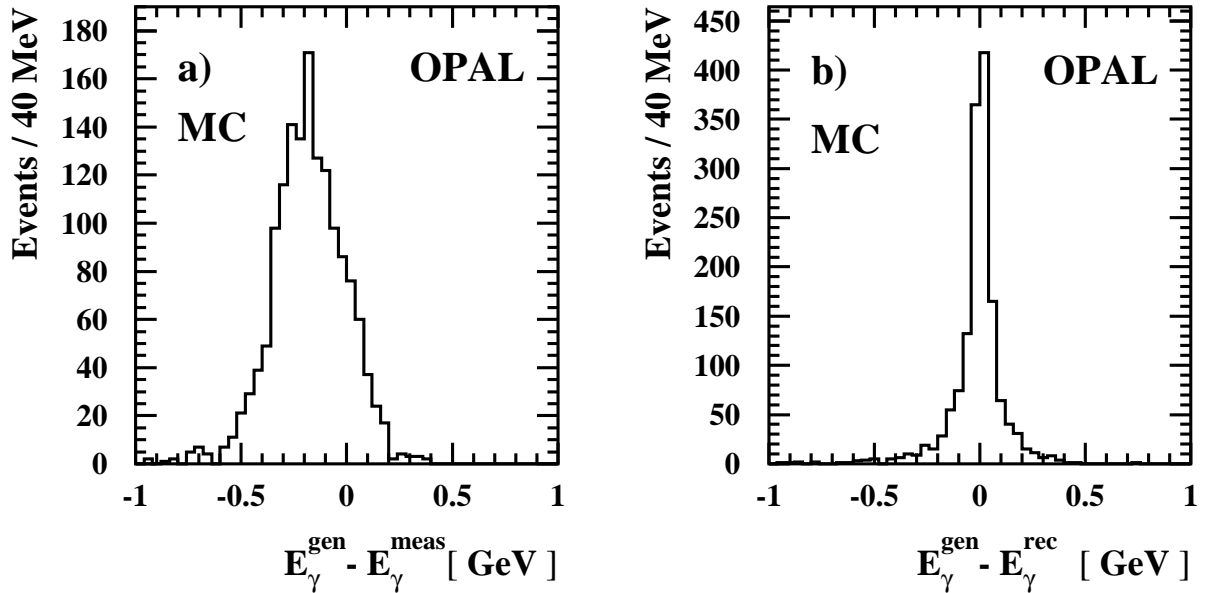 a) OPAL
MC
Events / 40 MeV
180
160
140
120
100
80
60
40
20
0
-1 -0.5 0 0.5 1
E_γ^gen - E_γ^meas [ GeV ]
b) OPAL
MC
Events / 40 MeV
450
400
350
300
250
200
150
100
50
0
-1 -0.5 0 0.5 1
E_γ^gen - E_γ^rec [ GeV ]